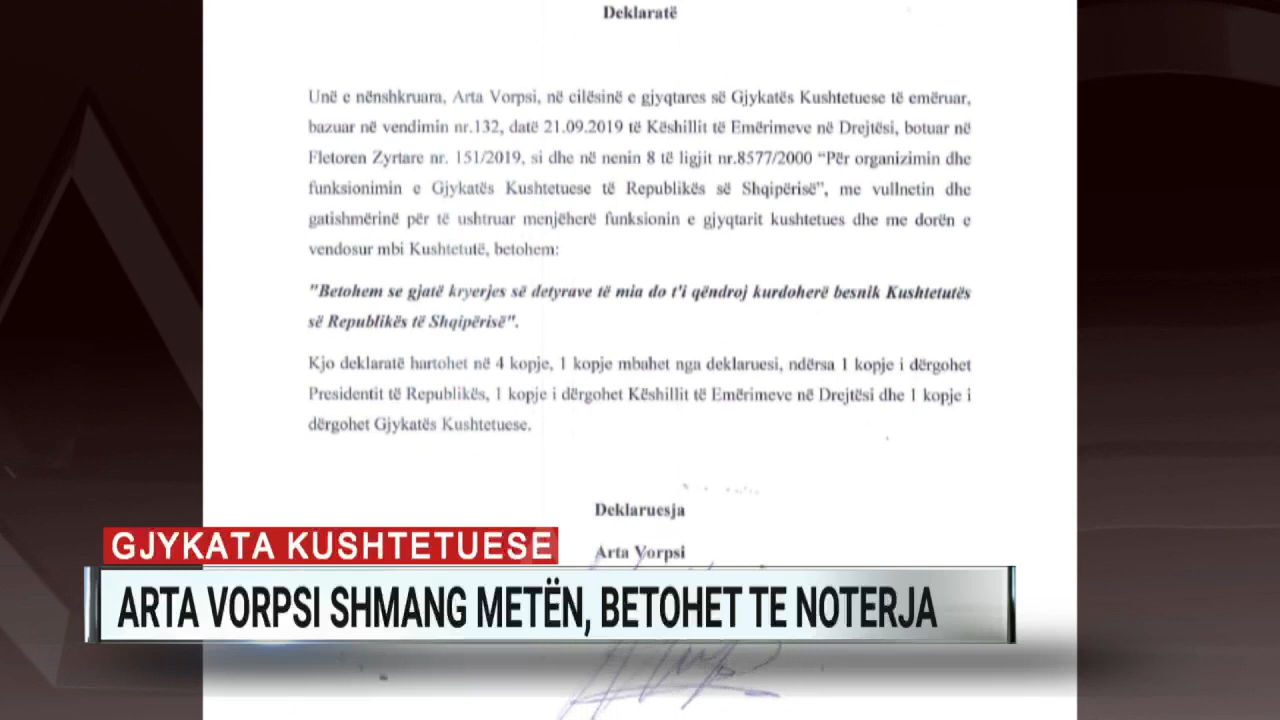 Deklaratë
Unë e nënshkruara, Arta Vorpsi, në cilësinë e gjyqtares së Gjykatës Kushtetuese të emëruar,
bazuar në vendimin nr.132, datë 21.09.2019 të Këshillit të Emërimeve në Drejtësi, botuar në
Fletoren Zyrtare nr. 151/2019, si dhe në nenin 8 të ligjit nr.8577/2000 “Për organizimin dhe
funksionimin e Gjykatës Kushtetuese të Republikës së Shqipërisë”, me vullnetin dhe
gatishmërinë për të ushtruar menjëherë funksionin e gjyqtarit kushtetues dhe me dorën e
vendosur mbi Kushtetutë, betohem:
"Betohem se gjatë kryerjes së detyrave të mia do t'i qëndroj kurdoherë besnik Kushtetutës
së Republikës të Shqipërisë".
Kjo deklaratë hartohet në 4 kopje, 1 kopje mbahet nga deklaruesi, ndërsa 1 kopje i dërgohet
Presidentit të Republikës, 1 kopje i dërgohet Këshillit të Emërimeve në Drejtësi dhe 1 kopje i
dërgohet Gjykatës Kushtetuese.
Deklaruesja
Arta Vorpsi
GJYKATA KUSHTETUESE
ARTA VORPSI SHMANG METËN, BETOHET TE NOTERJA